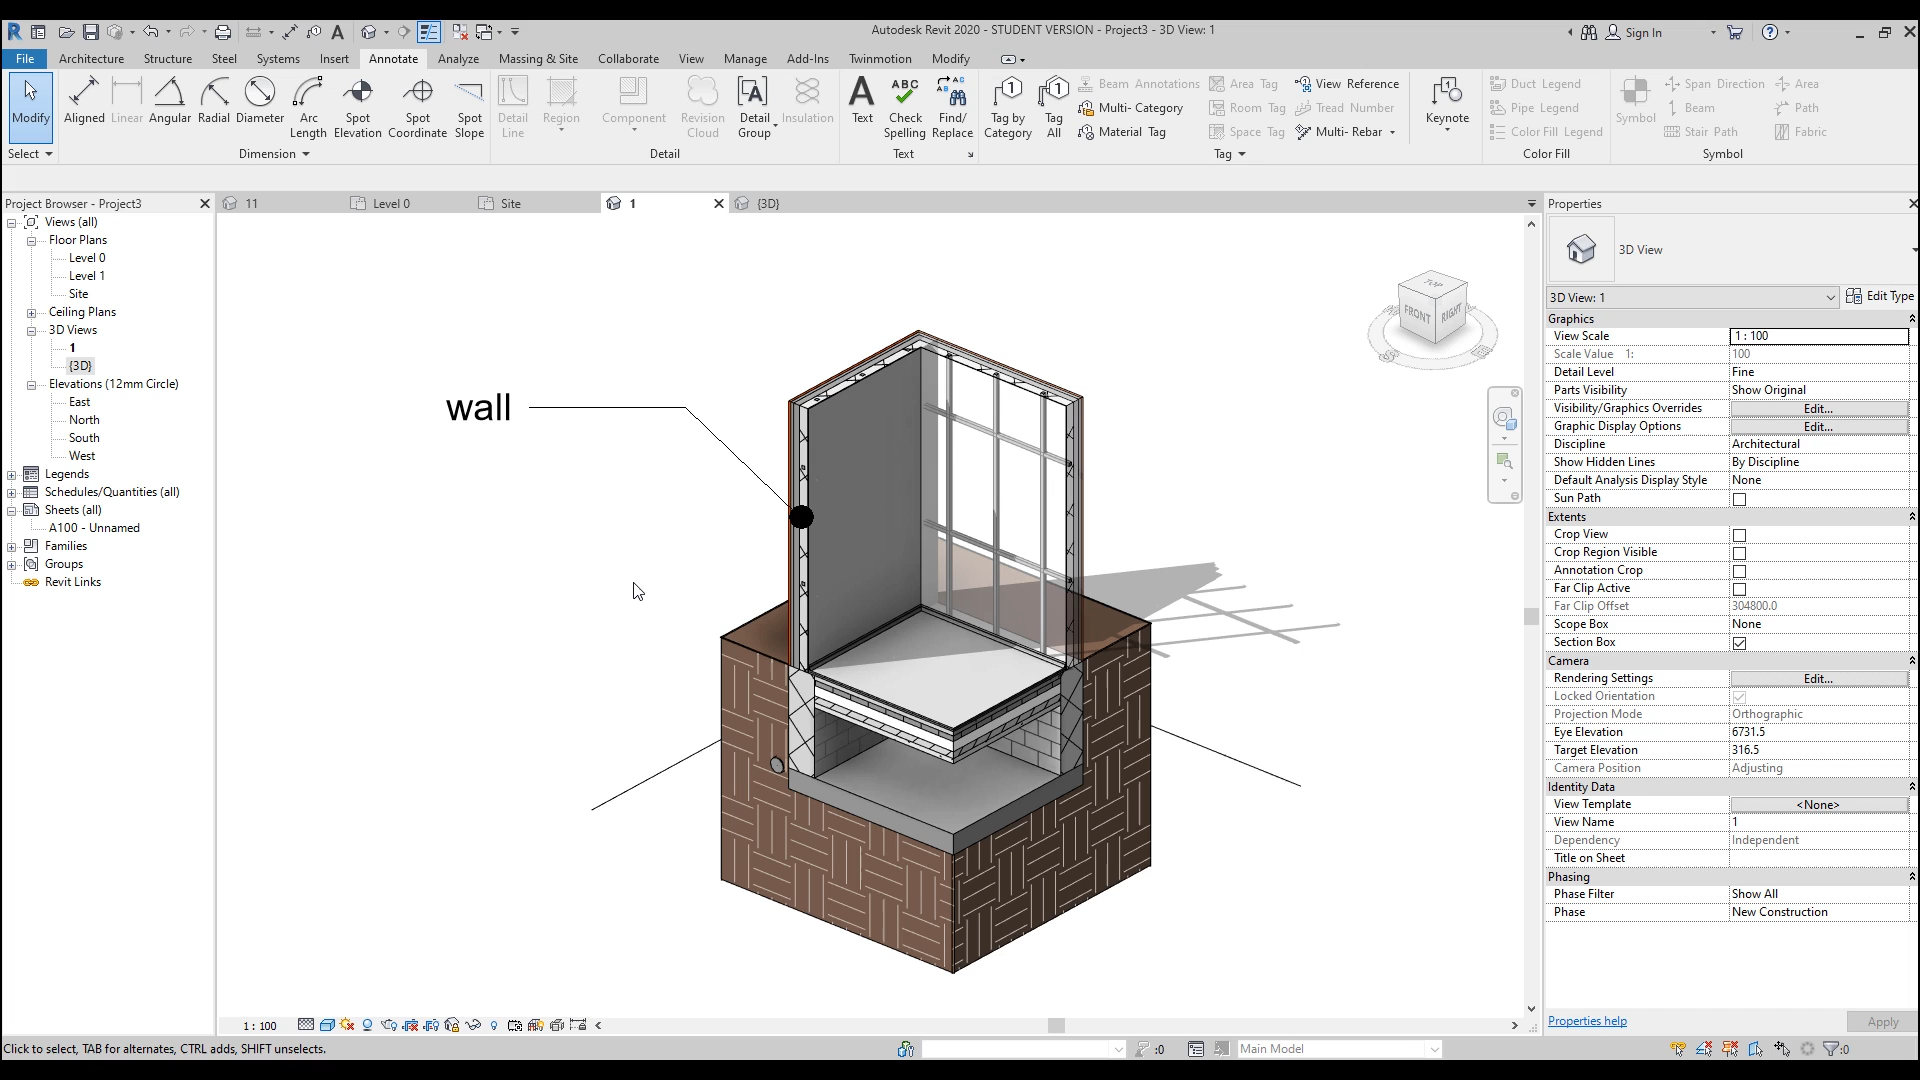 Autodesk Revit 2020 - STUDENT VERSION - Project3 - 3D View: 1
Sign In
File Architecture Structure Steel Systems Insert Annotate Analyze Massing & Site Collaborate View Manage Add-Ins Twinmotion Modify
Modify
Aligned
Linear
Angular
Radial
Diameter
Arc
Length
Spot
Elevation
Spot
Coordinate
Spot
Slope
Detail
Line
Region
Component
Revision
Cloud
Detail
Group
Insulation
Text
ABC
Check
Spelling
Find/
Replace
Tag by
Category
Tag
All
Beam Annotations
Multi- Category
Material Tag
Area Tag
Room Tag
Space Tag
View Reference
Tread Number
Multi- Rebar
Keynote
Duct Legend
Pipe Legend
Color Fill Legend
Symbol
Span Direction
Beam
Stair Path
Area
Path
Fabric
Select
Dimension
Detail
Text
Tag
Color Fill
Symbol
Project Browser - Project3
Views (all)
Floor Plans
Level 0
Level 1
Site
Ceiling Plans
3D Views
1
{3D}
Elevations (12mm Circle)
East
North
South
West
Legends
Schedules/Quantities (all)
Sheets (all)
A100 - Unnamed
Families
Groups
Revit Links
11
Level 0
Site
1
{3D}
wall
TOP
FRONT
RIGHT
Properties
3D View
3D View: 1
Edit Type
Graphics
View Scale 1 : 100
Scale Value 1: 100
Detail Level Fine
Parts Visibility Show Original
Visibility/Graphics Overrides Edit...
Graphic Display Options Edit...
Discipline Architectural
Show Hidden Lines By Discipline
Default Analysis Display Style None
Sun Path
Extents
Crop View
Crop Region Visible
Annotation Crop
Far Clip Active
Far Clip Offset 304800.0
Scope Box None
Section Box
Camera
Rendering Settings Edit...
Locked Orientation
Projection Mode Orthographic
Eye Elevation 6731.5
Target Elevation 316.5
Camera Position Adjusting
Identity Data
View Template <None>
View Name 1
Dependency Independent
Title on Sheet
Phasing
Phase Filter Show All
Phase New Construction
Properties help
Apply
1 : 100
Click to select, TAB for alternates, CTRL adds, SHIFT unselects.
:0
Main Model
:0